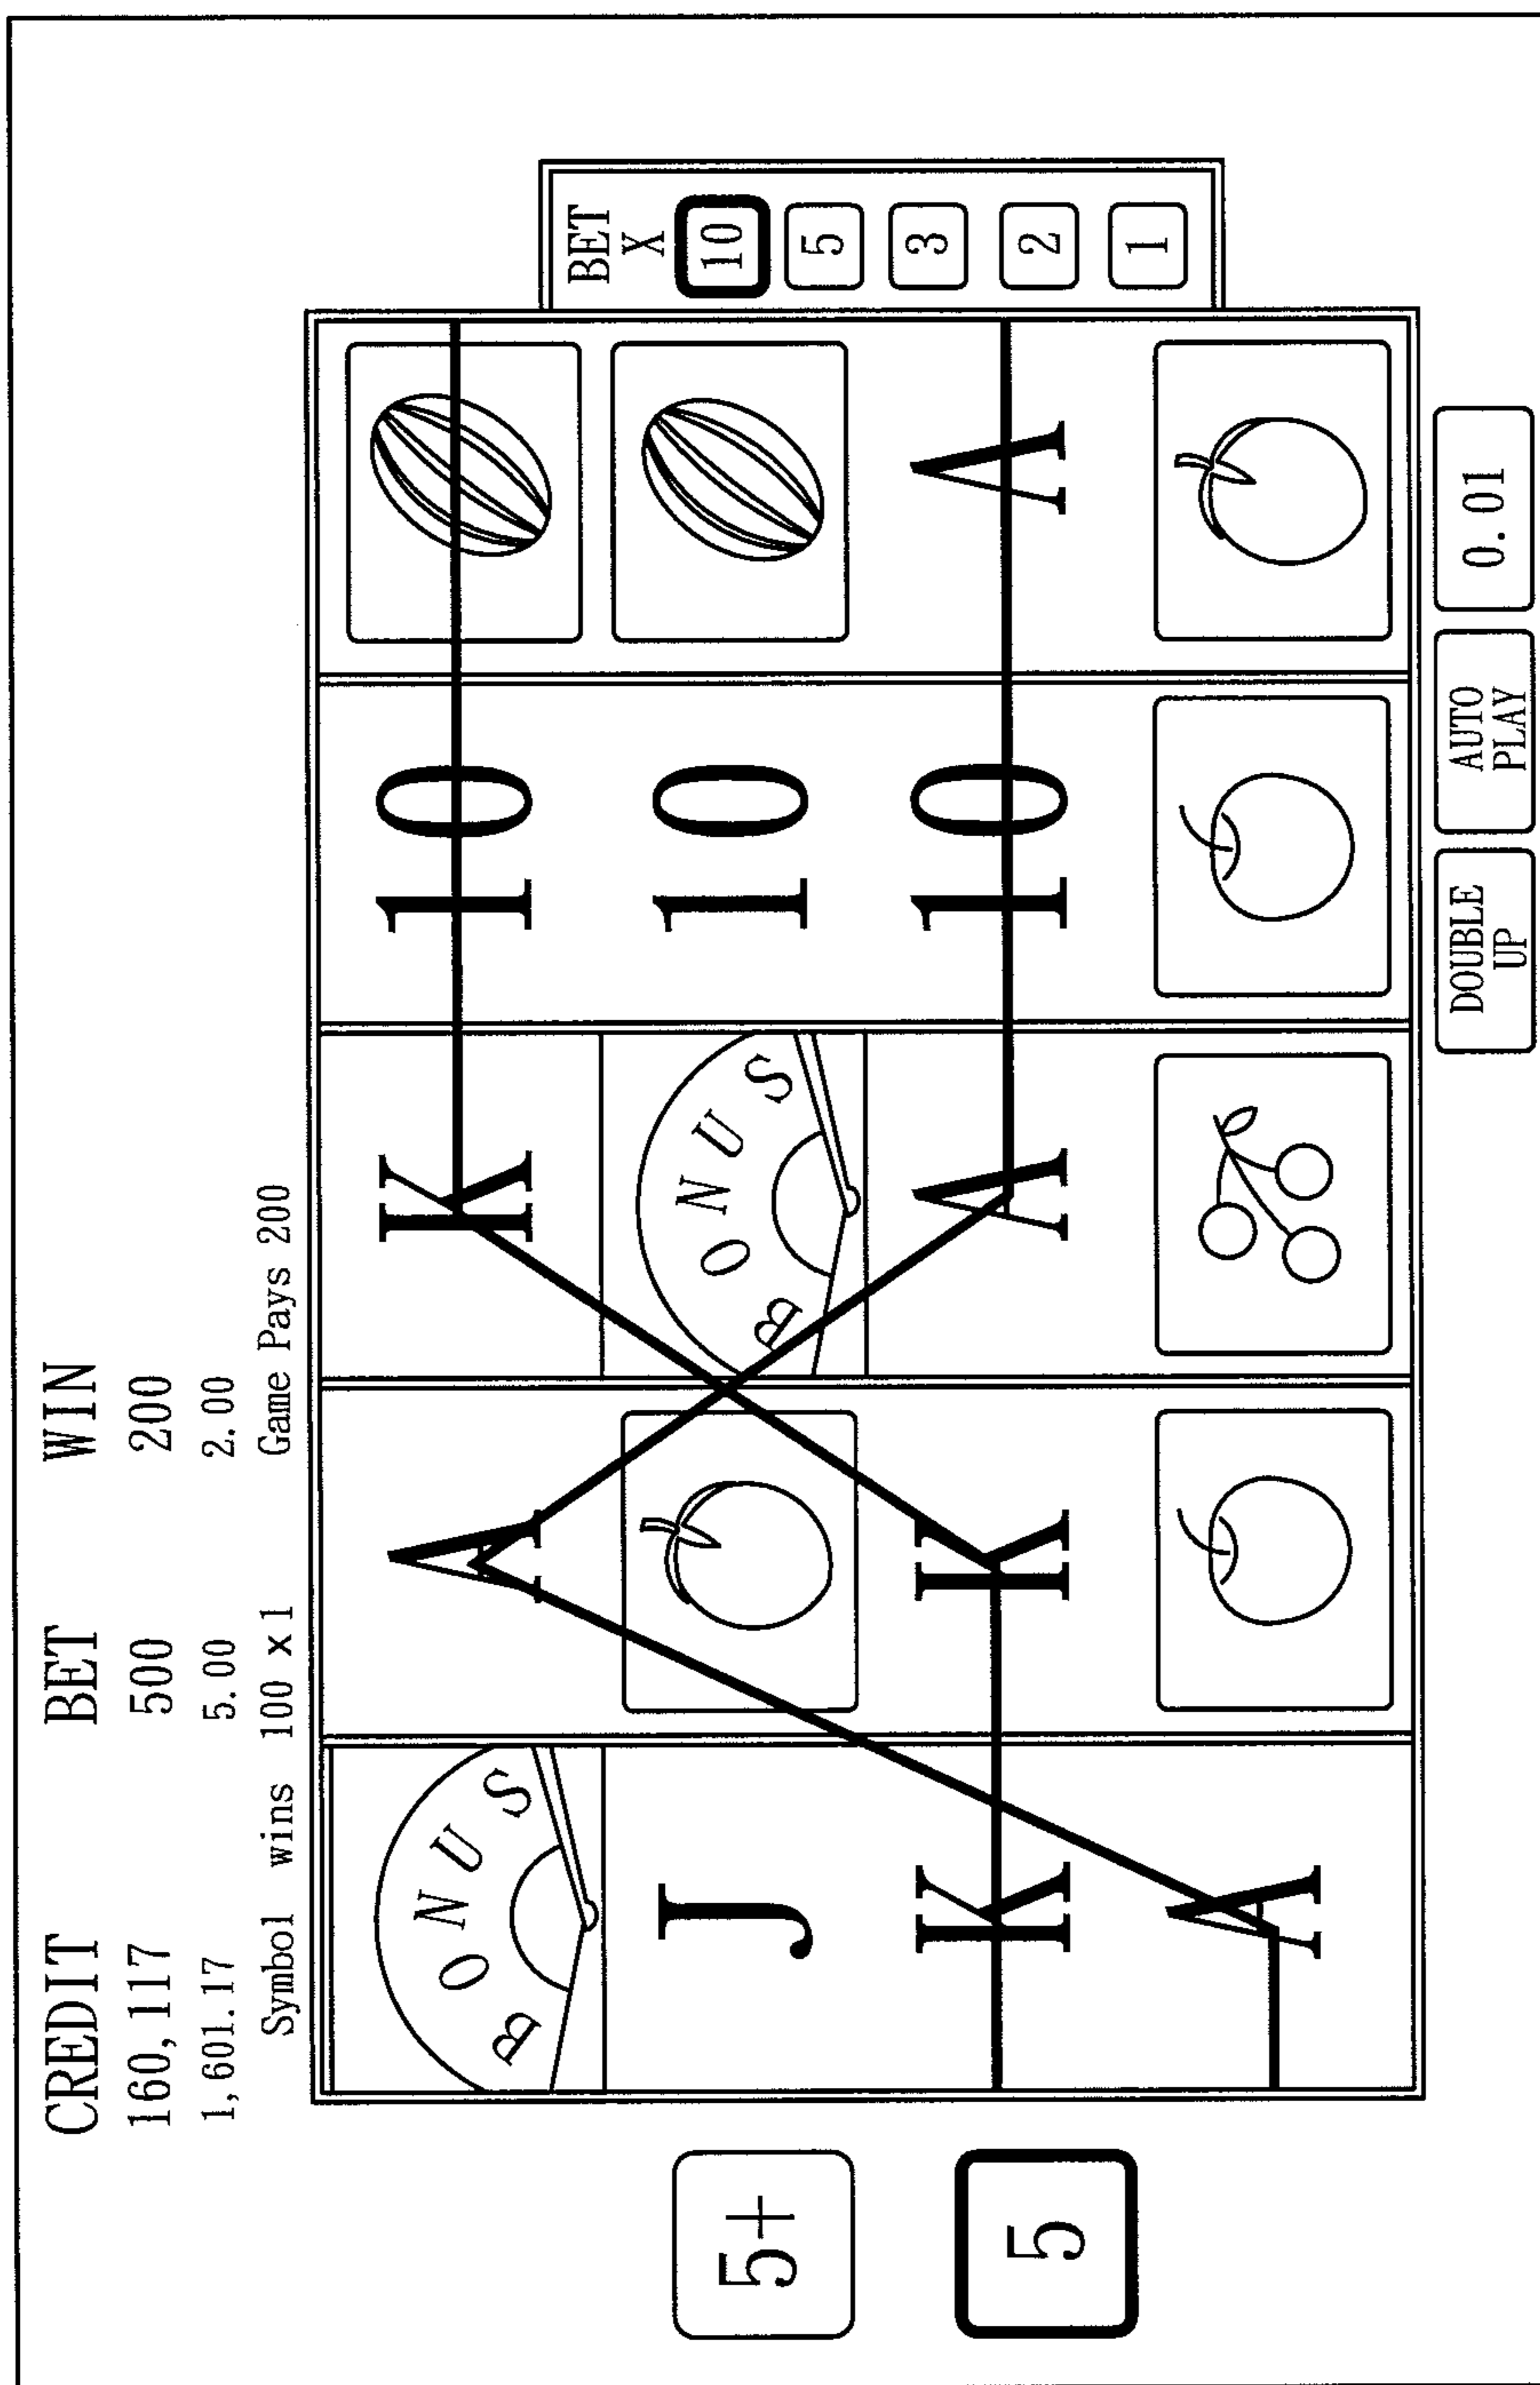 CREDIT BET WIN
160,117 500 200
1,601.17 5.00 2.00
Symbol wins 100 x 1 Game Pays 200
BONUS A K 10
J BONUS 10
K K A 10 A
A
5+
5
BET
X
10
5
3
2
1
DOUBLE
UP
AUTO
PLAY
0.01